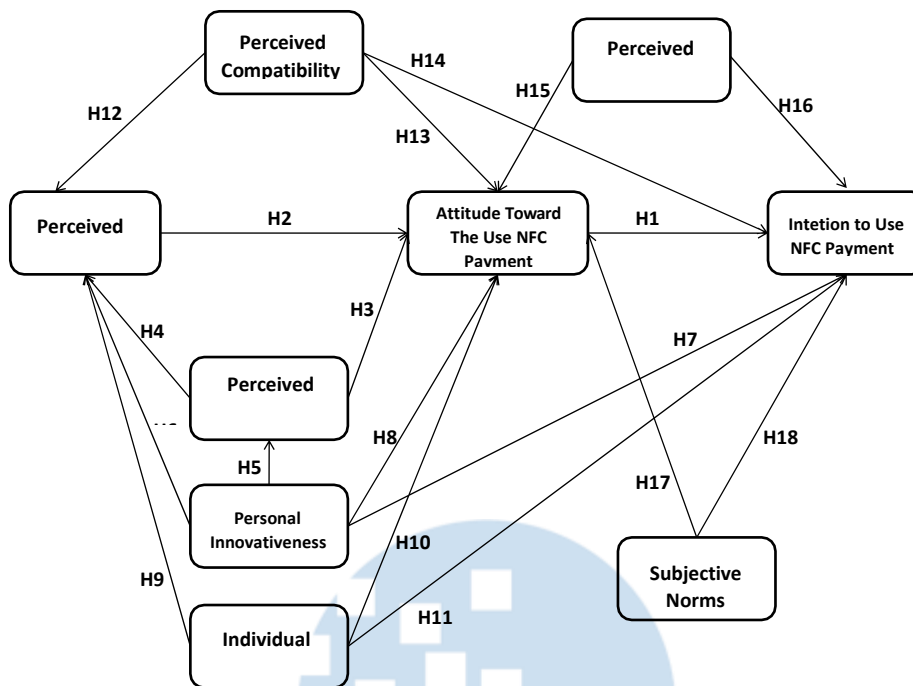 Perceived
Compatibility
Perceived
H14
H15
H16
H12
H13
Perceived
H2
Attitude Toward
The Use NFC
Payment
H1
Intetion to Use
NFC Payment
H3
H4
H7
Perceived
H8
H18
H5
H17
Personal
Innovativeness
H10
Subjective
Norms
H9
H11
Individual